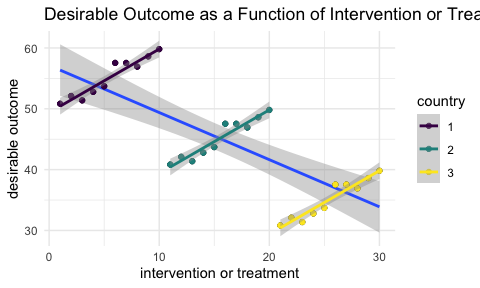 Desirable Outcome as a Function of Intervention or Trea
desirable outcome
60
50
40
30
0
10
20
30
intervention or treatment
country
1
2
3